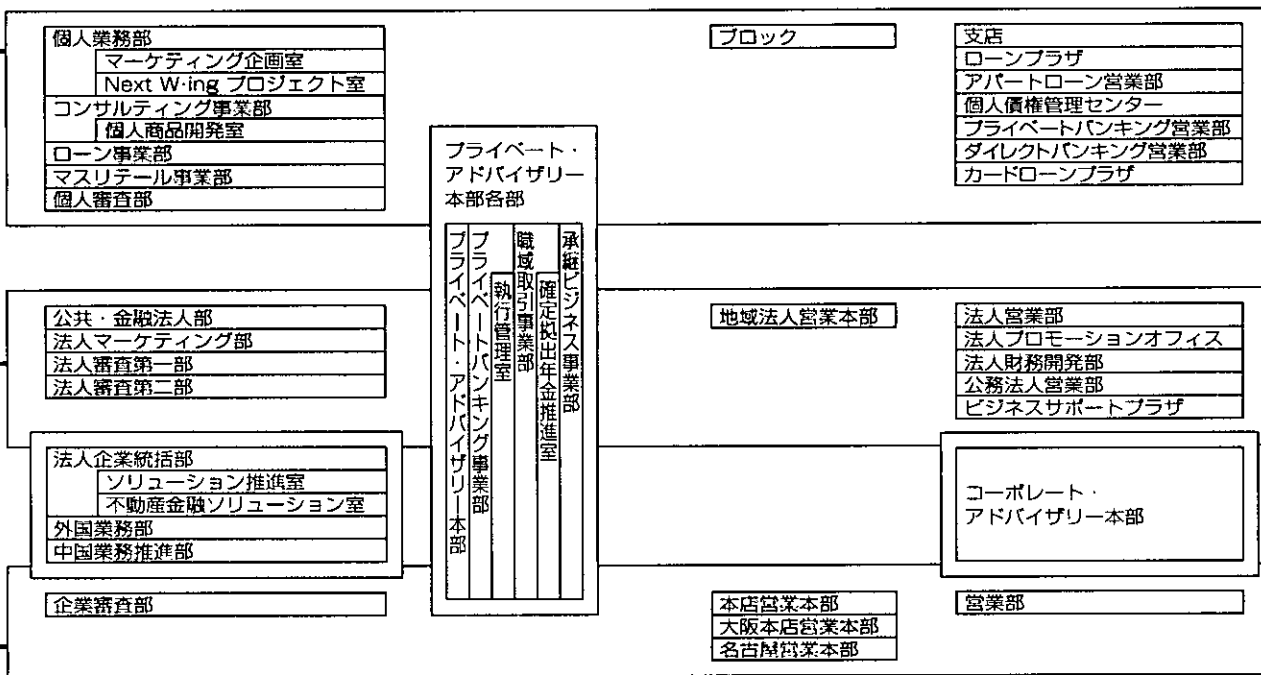 個人業務部
マーケティング企画室
Next W·ing プロジェクト室
コンサルティング事業部
個人商品開発室
ローン事業部
マスリテール事業部
個人審査部
ブロック
支店
ローンプラザ
アパートローン営業部
個人債権管理センター
プライベートバンキング営業部
ダイレクトバンキング営業部
カードローンプラザ
プライベート・
アドバイザリー
本部各部
プライベート・アドバイザリー本部
プライベートバンキング事業部
執行管理室
職域取引事業部
確定拠出年金推進室
承継ビジネス事業部
公共・金融法人部
法人マーケティング部
法人審査第一部
法人審査第二部
地域法人営業本部
法人営業部
法人プロモーションオフィス
法人財務開発部
公務法人営業部
ビジネスサポートプラザ
法人企業統括部
ソリューション推進室
不動産金融ソリューション室
外国業務部
中国業務推進部
コーポレート・
アドバイザリー本部
企業審査部
本店営業本部
大阪本店営業本部
名古屋営業本部
営業部